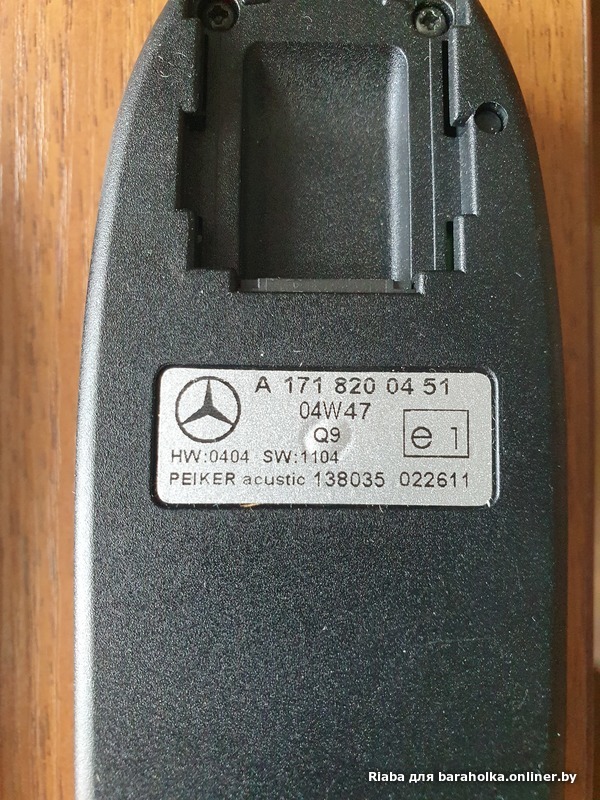 A 171 820 04 51
04W47
Q9
e 1
HW:0404 SW:1104
PEIKER acustic 138035 022611
Riaba для baraholka.onliner.by